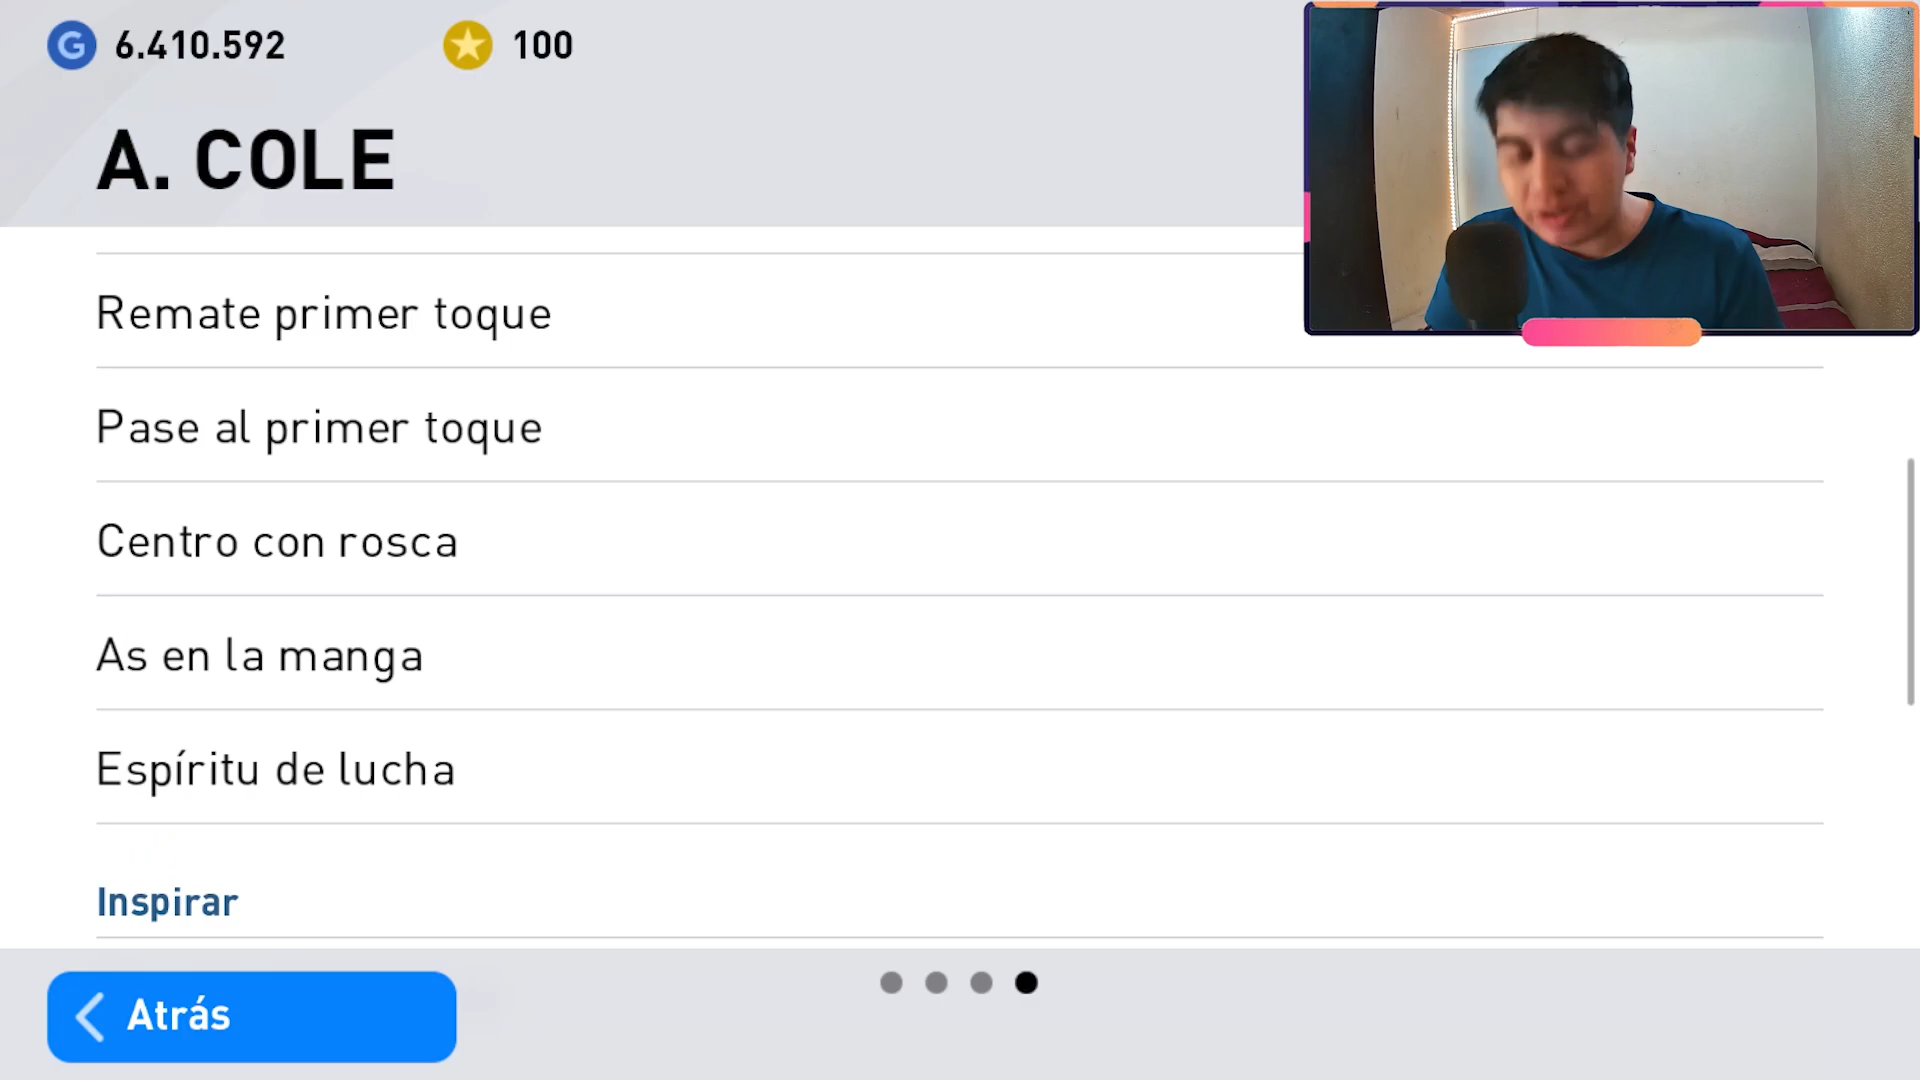 G 6.410.592
100
A. COLE
Remate primer toque
Pase al primer toque
Centro con rosca
As en la manga
Espíritu de lucha
Inspirar
Atrás